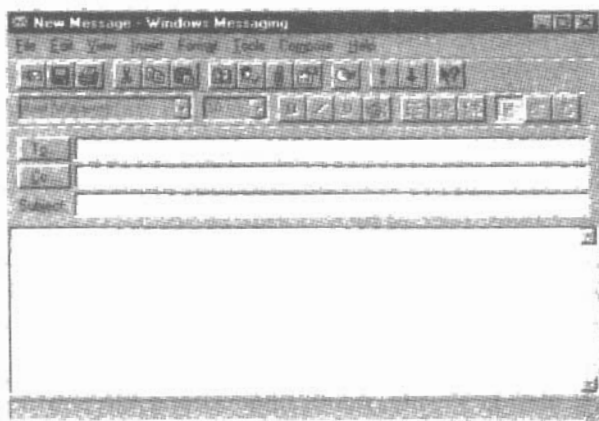 New Message - Windows Messaging
File Edit View Insert Format Tools Compose Help
To
Cc
Subject